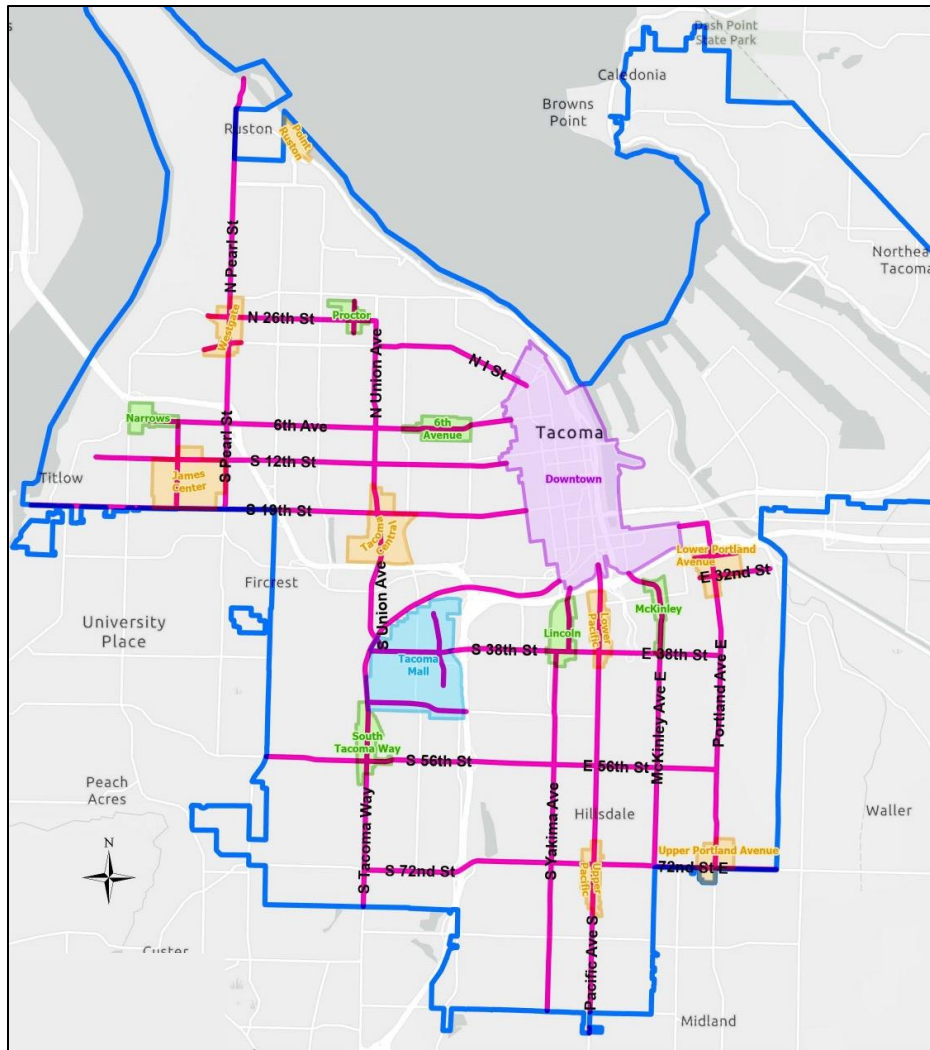 Dash Point
State Park
Caledonia
Browns
Point
Ruston
Point
Ruston
Northea
Tacoma
N Pearl St
N 26th St
Proctor
Westgate
N Union Ave
N I St
Narrows
6th Ave
6th
Avenue
S Pearl St
Tacoma
S 12th St
Titlow
James
Center
Downtown
S 19th St
Tacoma
Central
Lower Portland
Avenue
E 32nd St
Fircrest
McKinley
University
Place
S Union Ave
Lincoln
Lower
Pacific
Tacoma
Mall
S 38th St
E 38th St
Portland Ave E
McKinley Ave E
South
Tacoma Way
S 56th St
E 56th St
Peach
Acres
Hillsdale
Waller
N
S Tacoma Way
S Yakima Ave
Upper Portland Avenue
S 72nd St
72nd St E
Upper
Pacific
Custer
Pacific Ave S
Midland